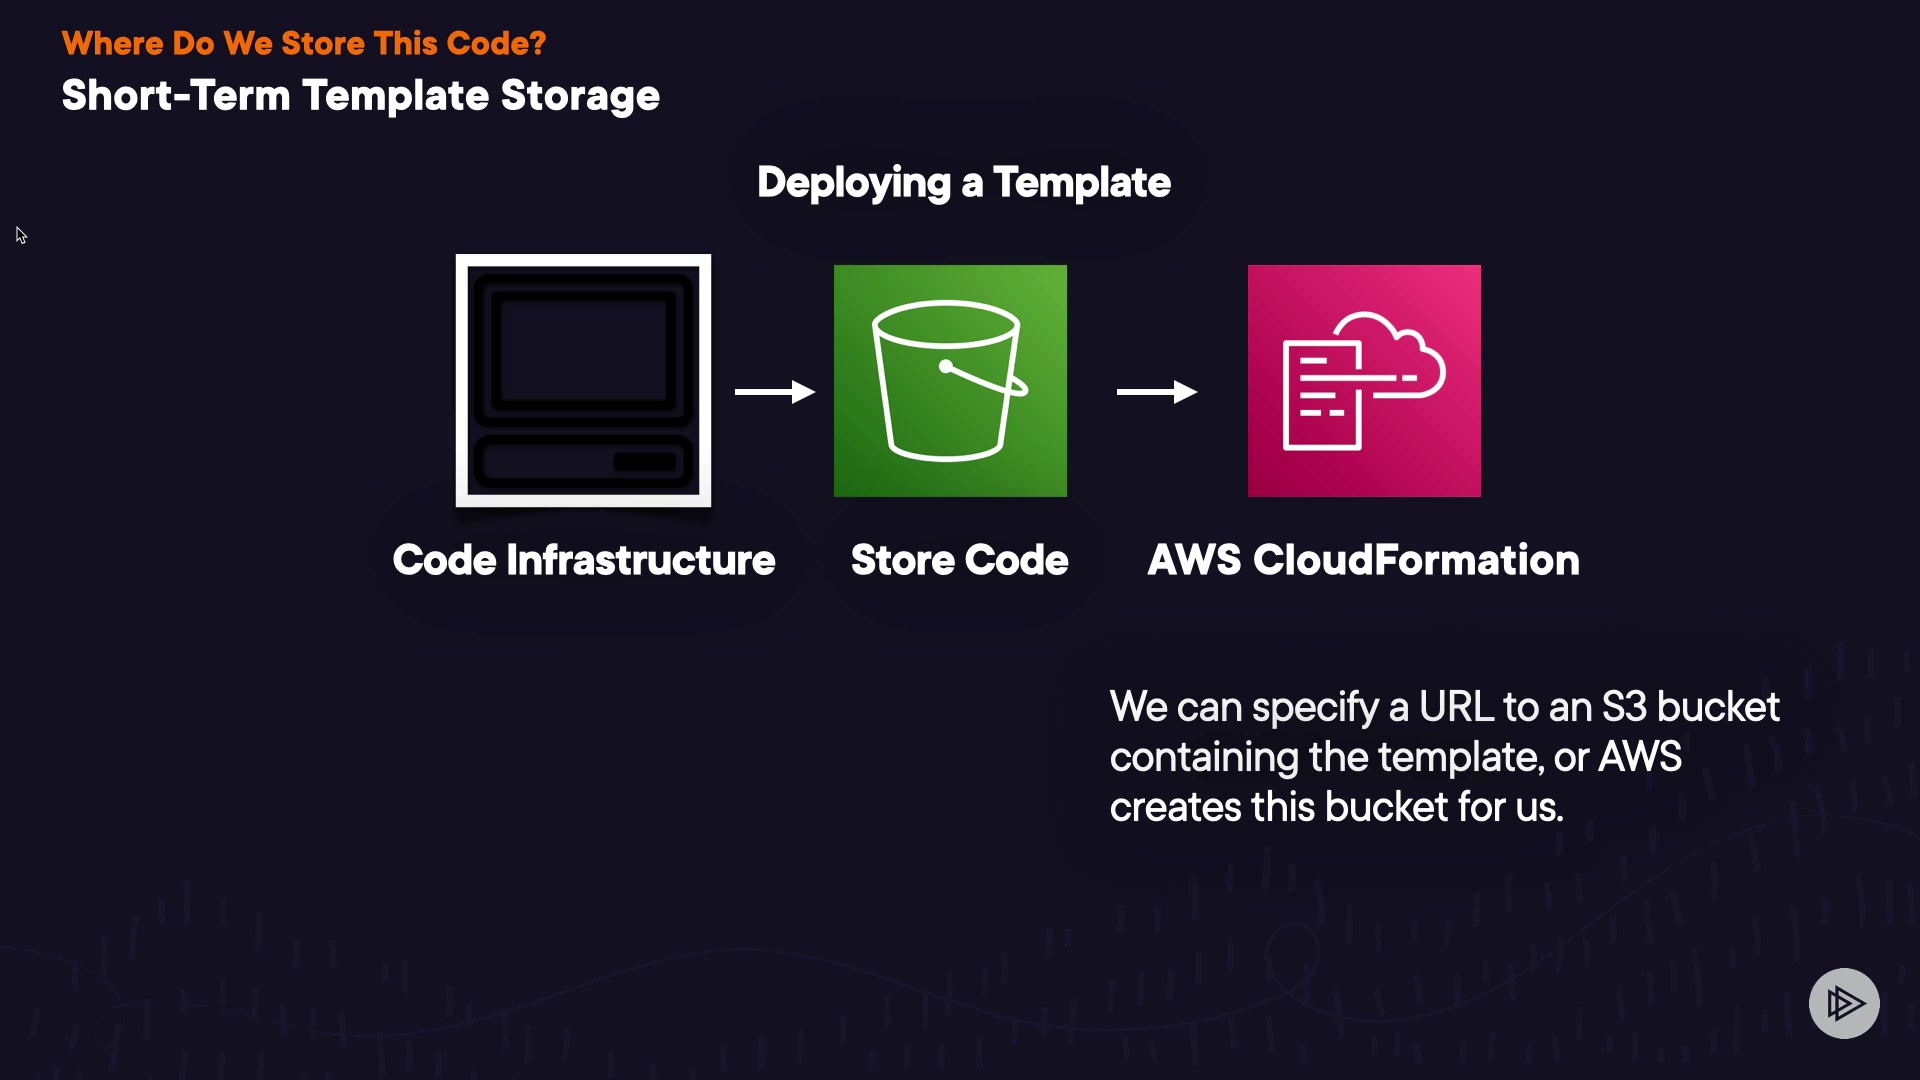 Where Do We Store This Code?
Short-Term Template Storage
Deploying a Template
Code Infrastructure
Store Code
AWS CloudFormation
We can specify a URL to an S3 bucket
containing the template, or AWS
creates this bucket for us.